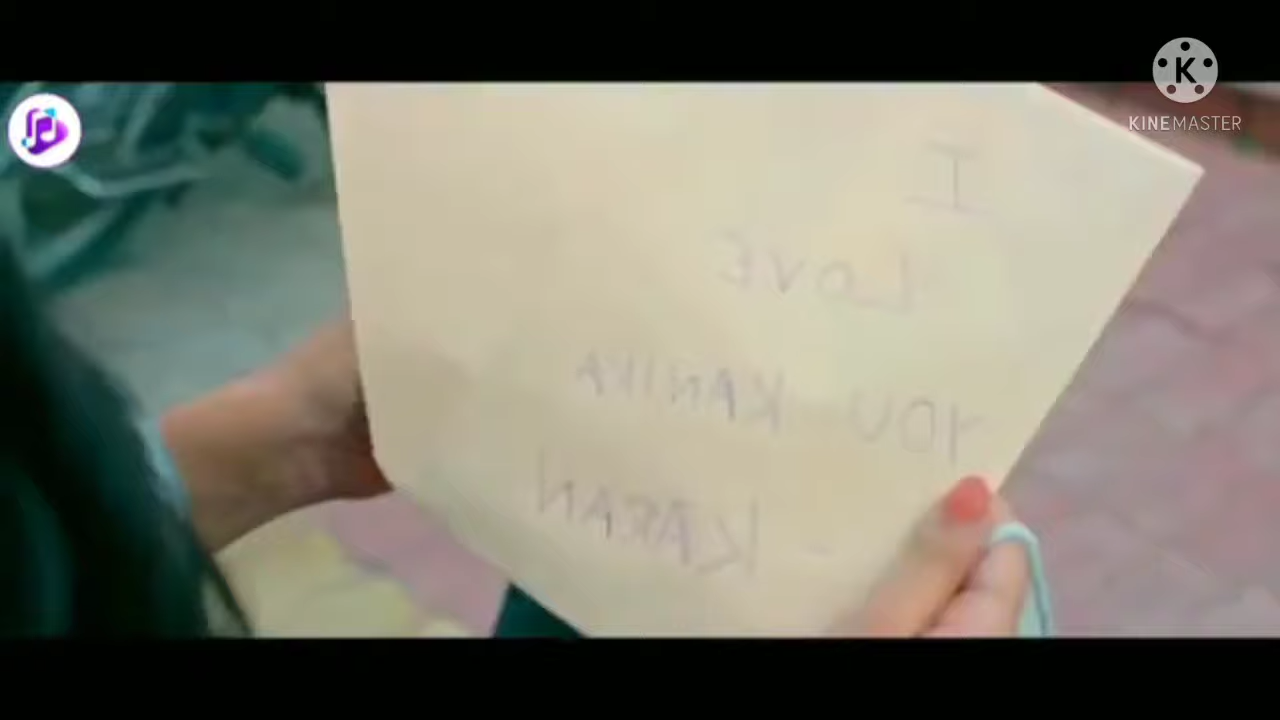 I
LOVE
YOU KANIKA
- KARAN
K
KINEMASTER